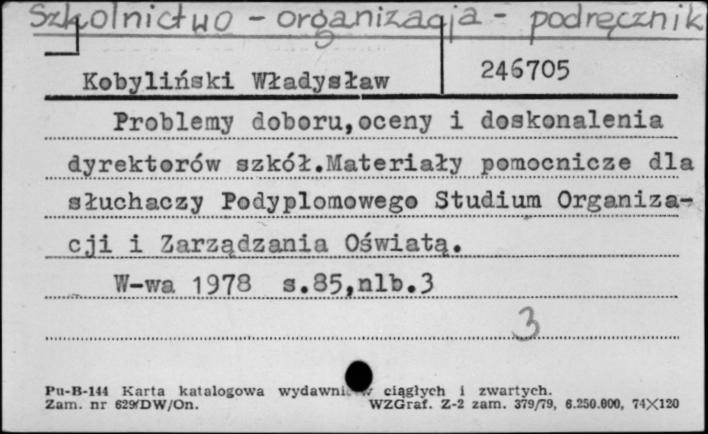 Szkolnictwo - organizacja - podręcznik
Kobyliński Władysław 246705
Problemy doboru,oceny i doskonalenia
dyrektorów szkół.Materiały pomocnicze dla
słuchaczy Podyplomowego Studium Organiza-
cji i Zarządzania Oświatą.
W-wa 1978 s.85,nlb.3
3
Pu-B-144 Karta katalogowa ciągłych i zwartych.
Zam. nr 629/DW/On. WZGraf. Z-2 zam. 379/79, 6.250.000, 74×120